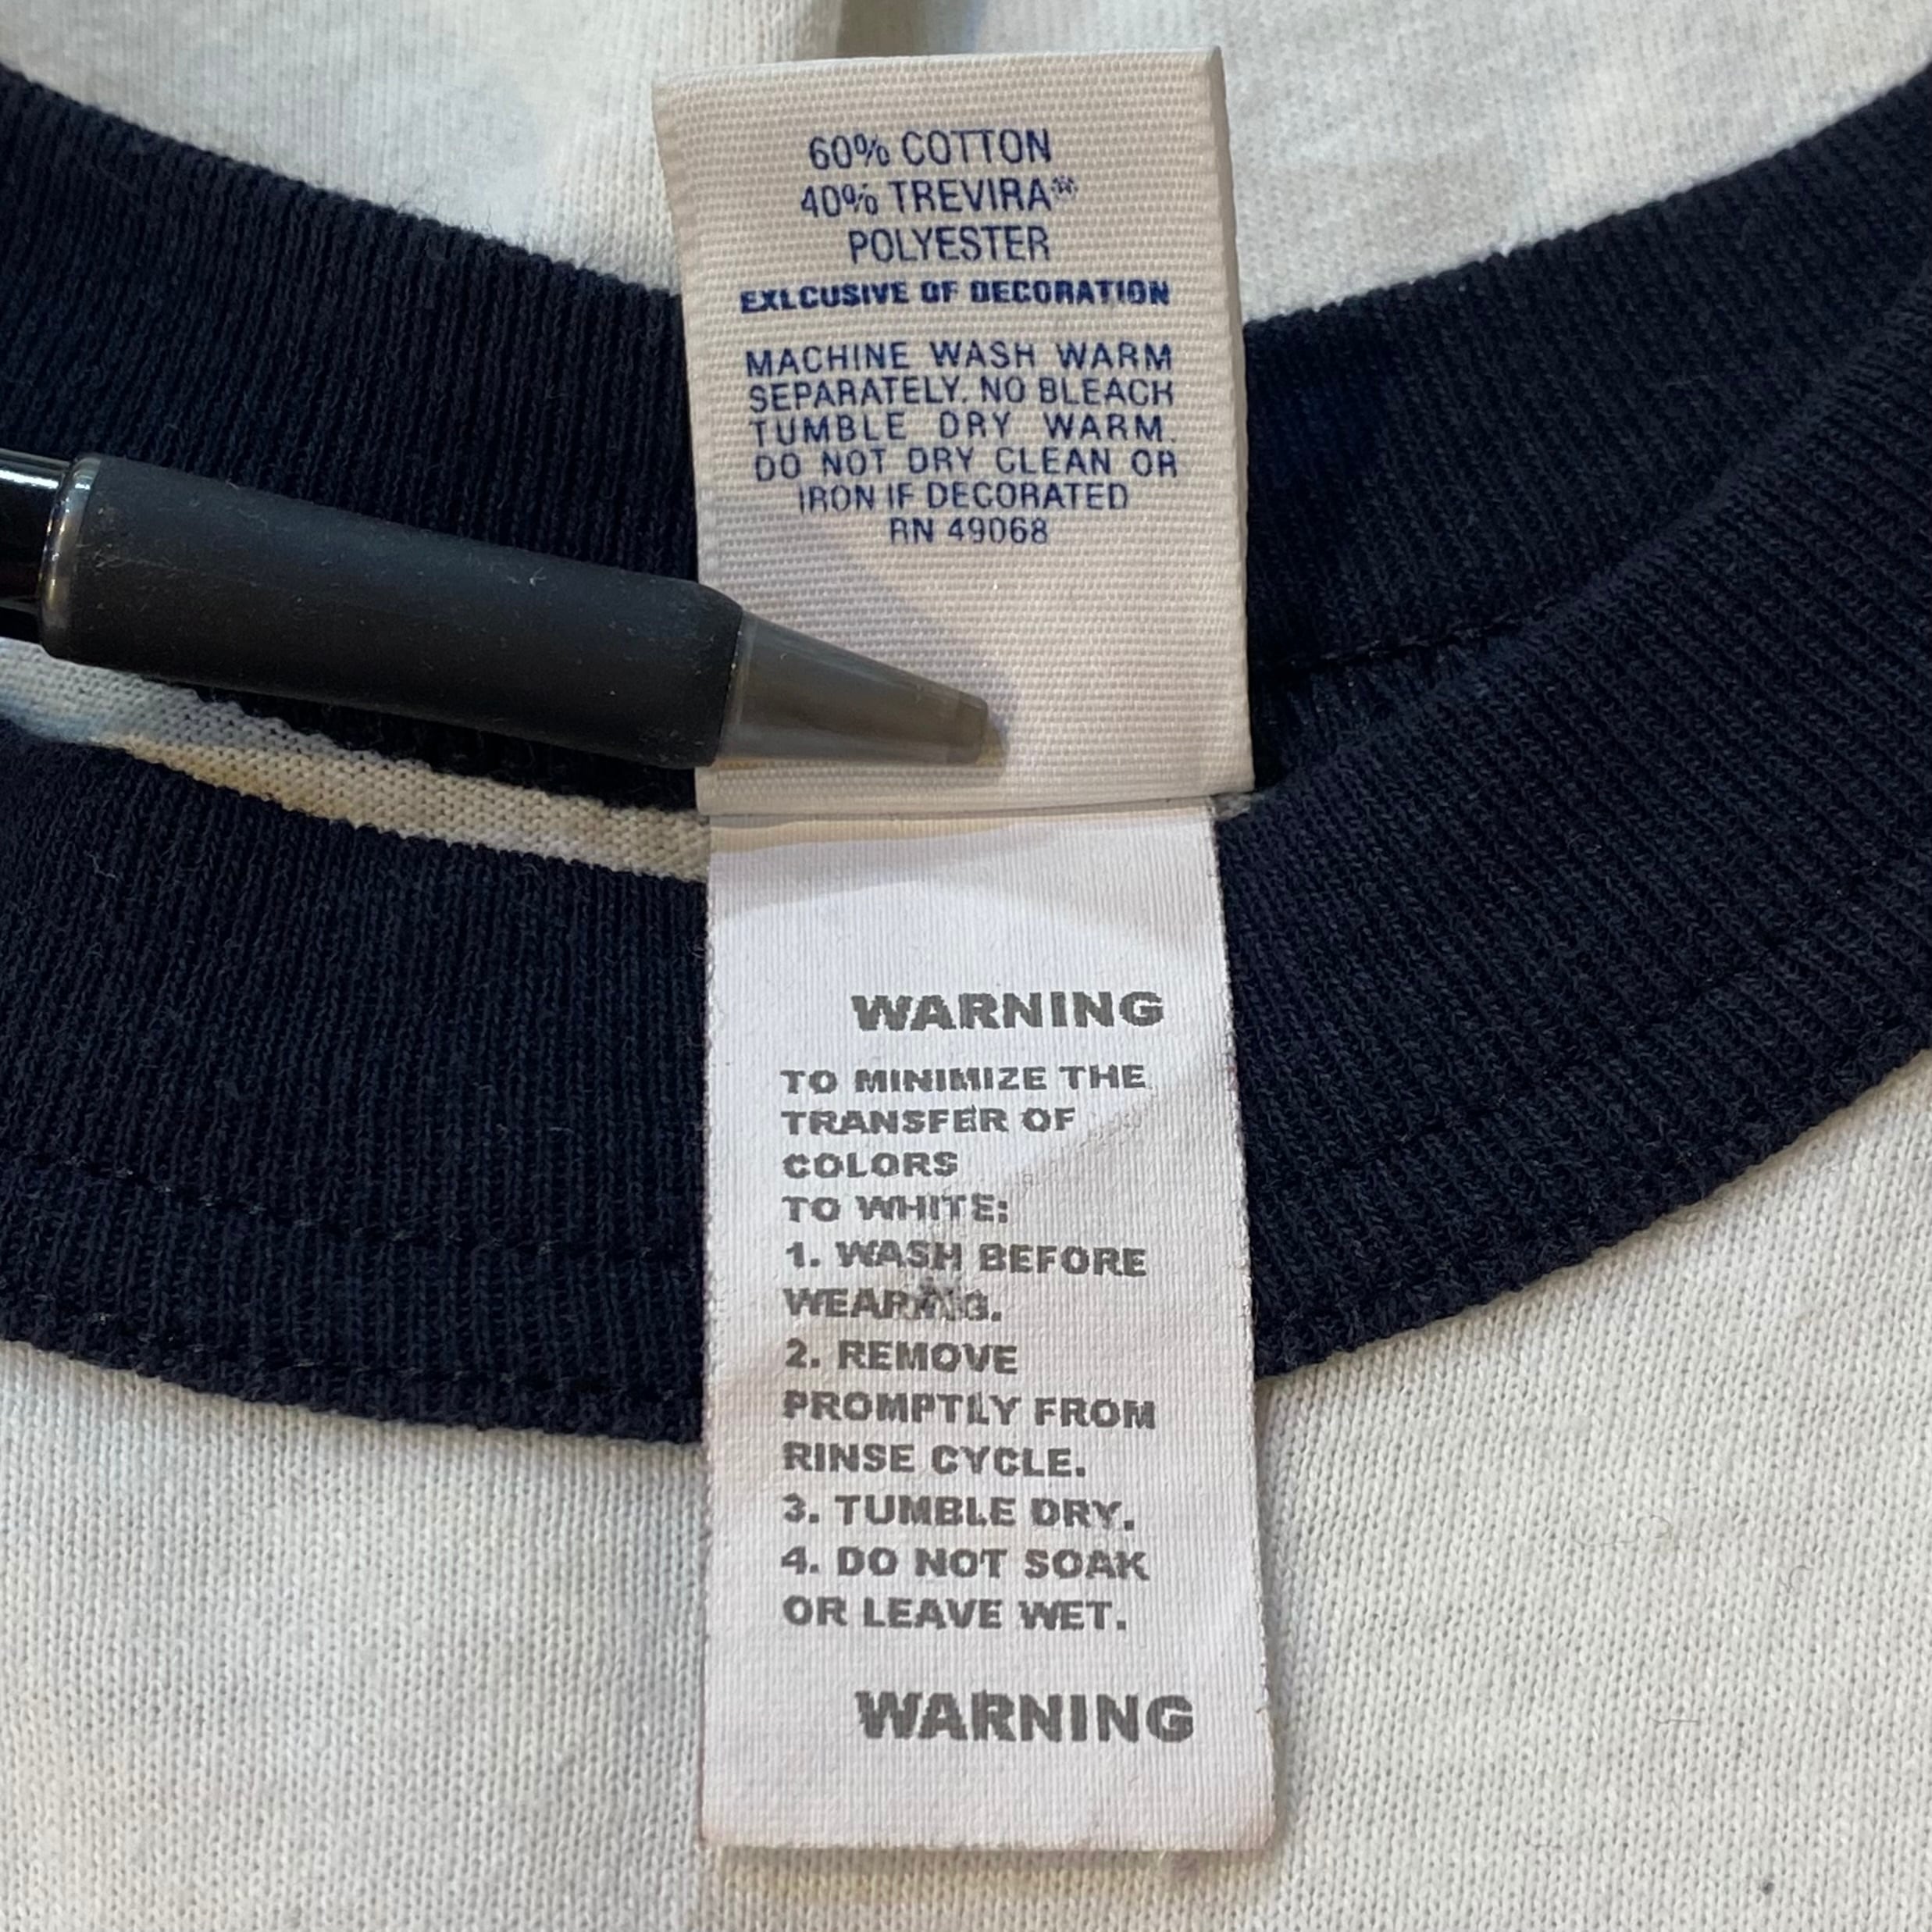 60% COTTON
40% TREVIRA®
POLYESTER
EXLCUSIVE OF DECORATION
MACHINE WASH WARM
SEPARATELY. NO BLEACH
TUMBLE DRY WARM.
DO NOT DRY CLEAN OR
IRON IF DECORATED
RN 49068
WARNING
TO MINIMIZE THE
TRANSFER OF
COLORS
TO WHITE:
1. WASH BEFORE
WEARING.
2. REMOVE
PROMPTLY FROM
RINSE CYCLE.
3. TUMBLE DRY.
4. DO NOT SOAK
OR LEAVE WET.
WARNING